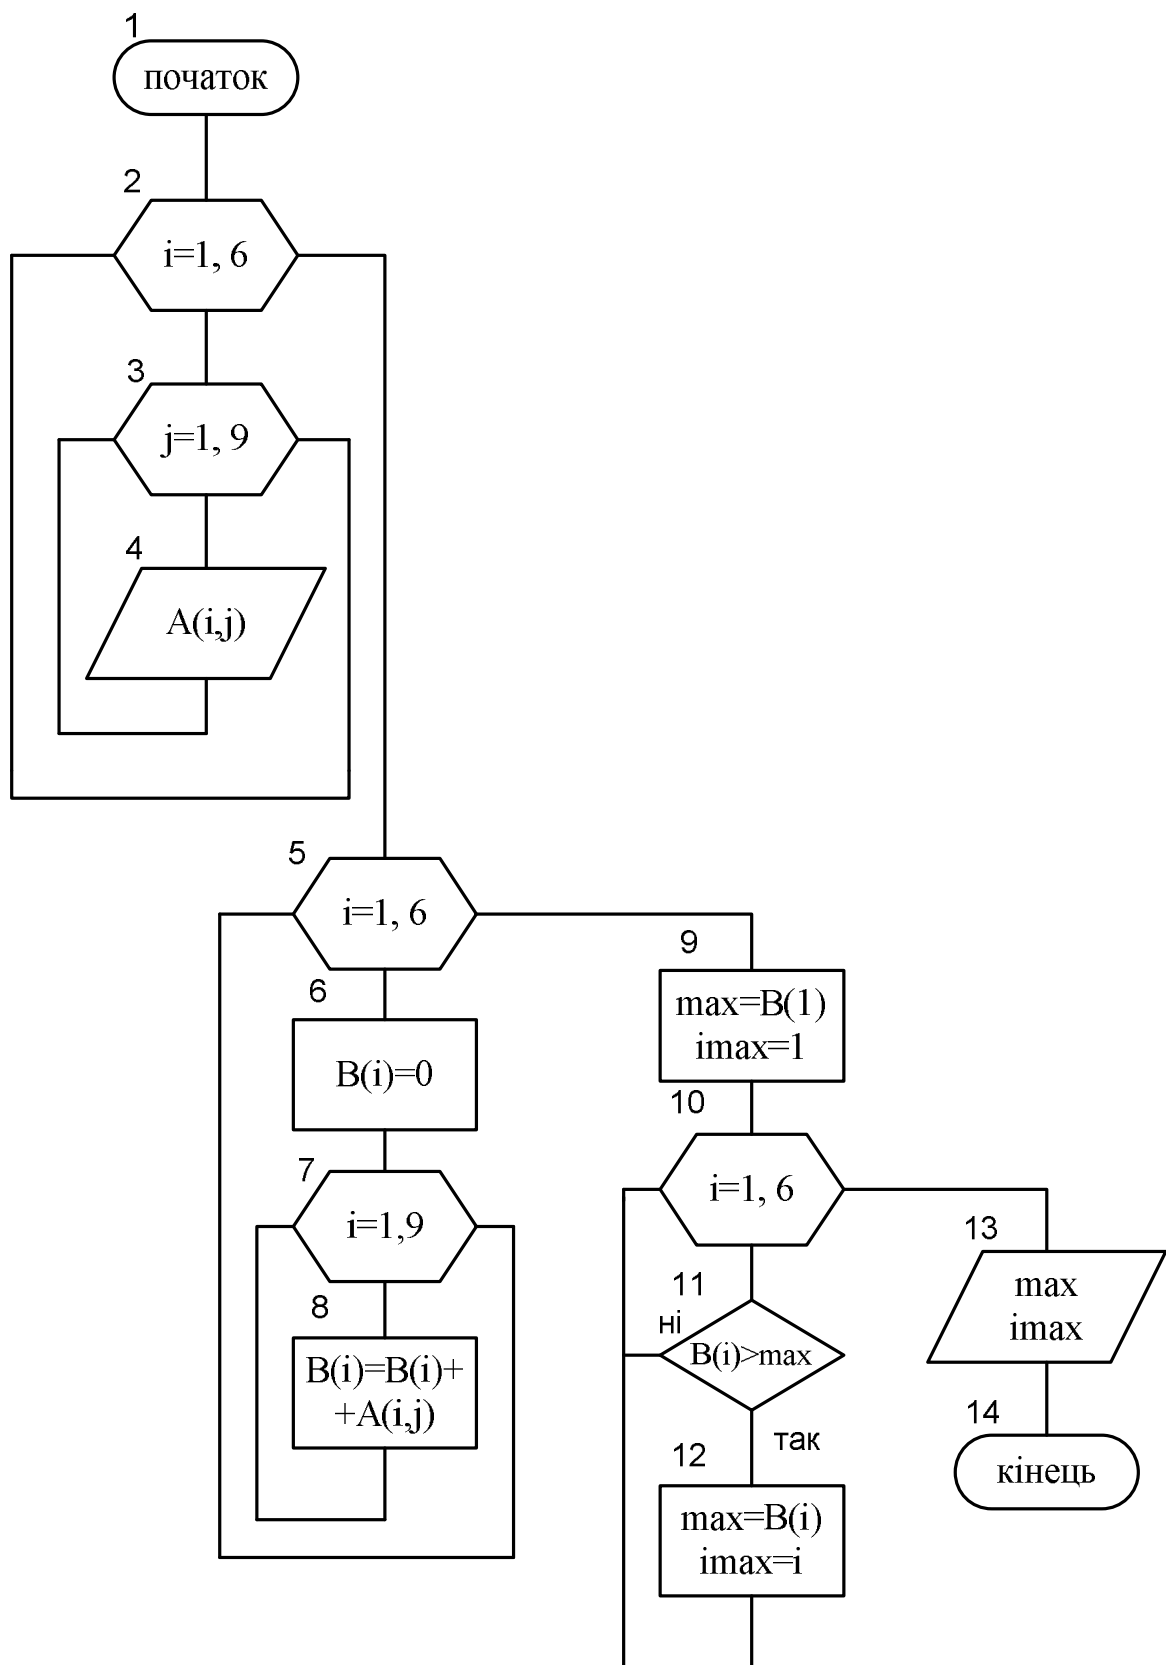 1
початок
2
i=1, 6
3
j=1, 9
4
A(i,j)
5
i=1, 6
6
B(i)=0
7
i=1,9
8
B(i)=B(i)+
+A(i,j)
9
max=B(1)
imax=1
10
i=1, 6
11
ні
B(i)>max
так
12
max=B(i)
imax=i
13
max
imax
14
кінець